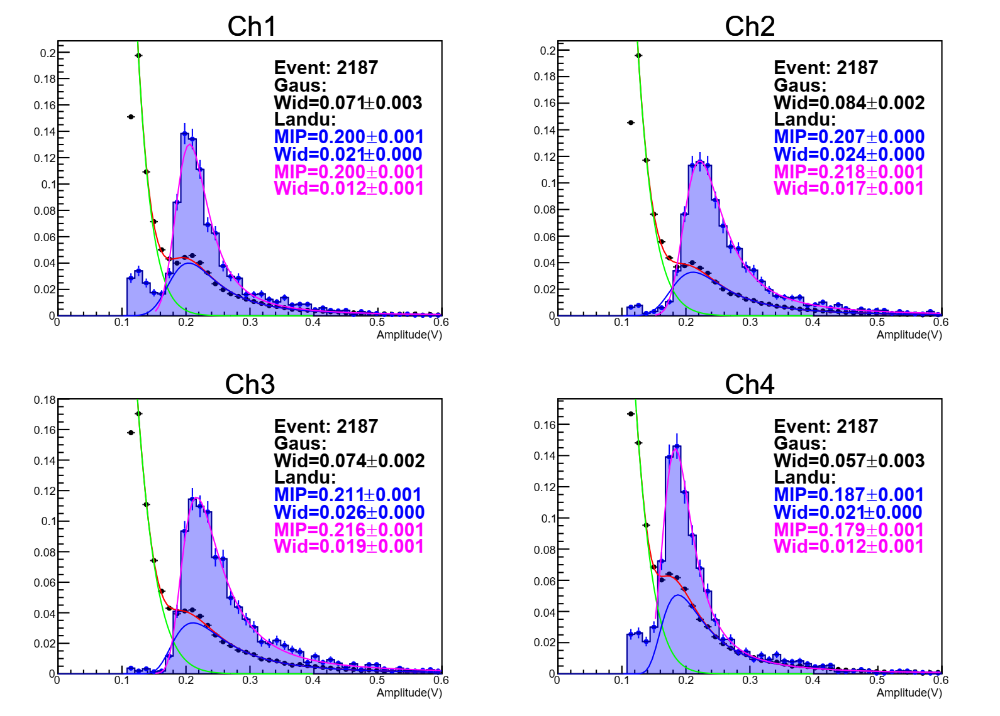 Ch1
0.2
0.18
0.16
0.14
0.12
0.1
0.08
0.06
0.04
0.02
0
0 0.1 0.2 0.3 0.4 0.5 0.6
Amplitude(V)
Event: 2187
Gaus:
Wid=0.071±0.003
Landu:
MIP=0.200±0.001
Wid=0.021±0.000
MIP=0.200±0.001
Wid=0.012±0.001
Ch2
0.2
0.18
0.16
0.14
0.12
0.1
0.08
0.06
0.04
0.02
0
0 0.1 0.2 0.3 0.4 0.5 0.6
Amplitude(V)
Event: 2187
Gaus:
Wid=0.084±0.002
Landu:
MIP=0.207±0.000
Wid=0.024±0.000
MIP=0.218±0.001
Wid=0.017±0.001
Ch3
0.18
0.16
0.14
0.12
0.1
0.08
0.06
0.04
0.02
0
0 0.1 0.2 0.3 0.4 0.5 0.6
Amplitude(V)
Event: 2187
Gaus:
Wid=0.074±0.002
Landu:
MIP=0.211±0.001
Wid=0.026±0.000
MIP=0.216±0.001
Wid=0.019±0.001
Ch4
0.16
0.14
0.12
0.1
0.08
0.06
0.04
0.02
0
0 0.1 0.2 0.3 0.4 0.5 0.6
Amplitude(V)
Event: 2187
Gaus:
Wid=0.057±0.003
Landu:
MIP=0.187±0.001
Wid=0.021±0.000
MIP=0.179±0.001
Wid=0.012±0.001